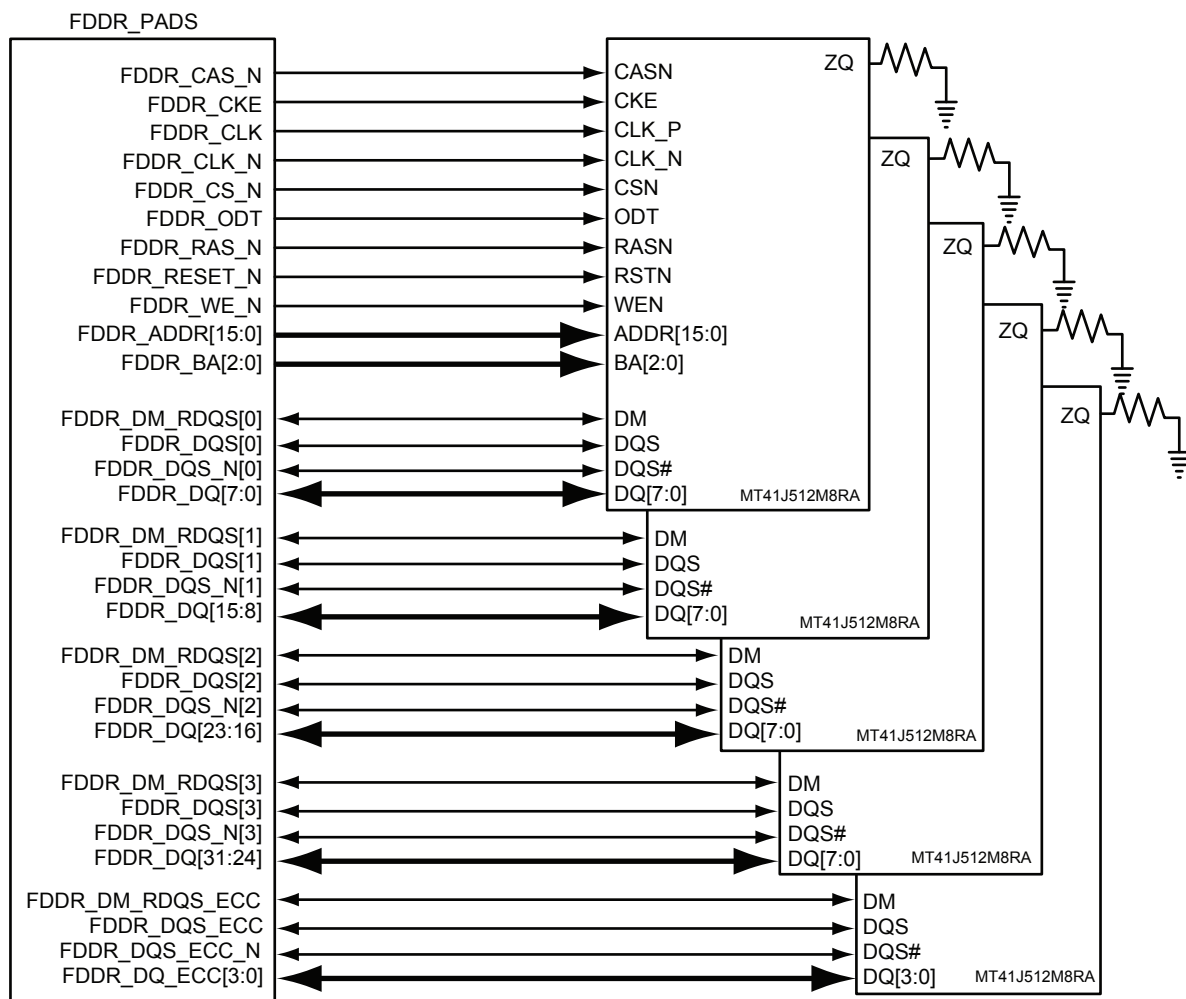 FDDR_PADS
FDDR_CAS_N CASN ZQ
FDDR_CKE CKE
FDDR_CLK CLK_P
FDDR_CLK_N CLK_N ZQ
FDDR_CS_N CSN
FDDR_ODT ODT
FDDR_RAS_N RASN ZQ
FDDR_RESET_N RSTN
FDDR_WE_N WEN
FDDR_ADDR[15:0] ADDR[15:0] ZQ
FDDR_BA[2:0] BA[2:0]
FDDR_DM_RDQS[0] DM ZQ
FDDR_DQS[0] DQS
FDDR_DQS_N[0] DQS#
FDDR_DQ[7:0] DQ[7:0] MT41J512M8RA
FDDR_DM_RDQS[1] DM
FDDR_DQS[1] DQS
FDDR_DQS_N[1] DQS#
FDDR_DQ[15:8] DQ[7:0] MT41J512M8RA
FDDR_DM_RDQS[2] DM
FDDR_DQS[2] DQS
FDDR_DQS_N[2] DQS#
FDDR_DQ[23:16] DQ[7:0] MT41J512M8RA
FDDR_DM_RDQS[3] DM
FDDR_DQS[3] DQS
FDDR_DQS_N[3] DQS#
FDDR_DQ[31:24] DQ[7:0] MT41J512M8RA
FDDR_DM_RDQS_ECC DM
FDDR_DQS_ECC DQS
FDDR_DQS_ECC_N DQS#
FDDR_DQ_ECC[3:0] DQ[3:0] MT41J512M8RA